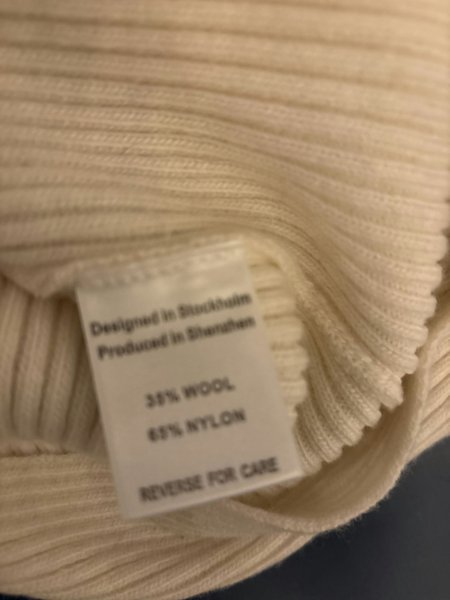 Designed in Stockholm
Produced in Shenzhen
35% WOOL
65% NYLON
REVERSE FOR CARE